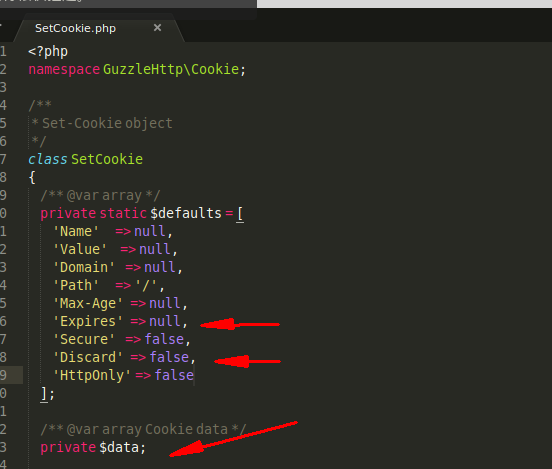 SetCookie.php ×
1 <?php
2 namespace GuzzleHttp\Cookie;
3
4 /**
5 * Set-Cookie object
6 */
7 class SetCookie
8 {
9 /** @var array */
0 private static $defaults = [
1 'Name' => null,
2 'Value' => null,
3 'Domain' => null,
4 'Path' => '/',
5 'Max-Age' => null,
6 'Expires' => null,
7 'Secure' => false,
8 'Discard' => false,
9 'HttpOnly' => false
0 ];
1
2 /** @var array Cookie data */
3 private $data;
4